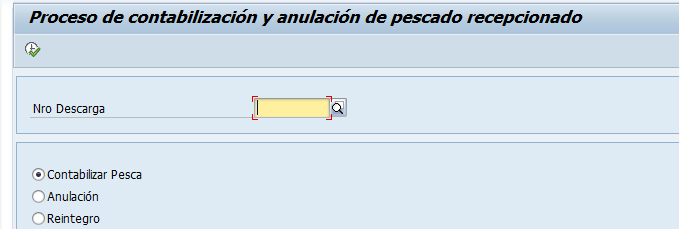 Proceso de contabilización y anulación de pescado recepcionado
Nro Descarga
Contabilizar Pesca
Anulación
Reintegro